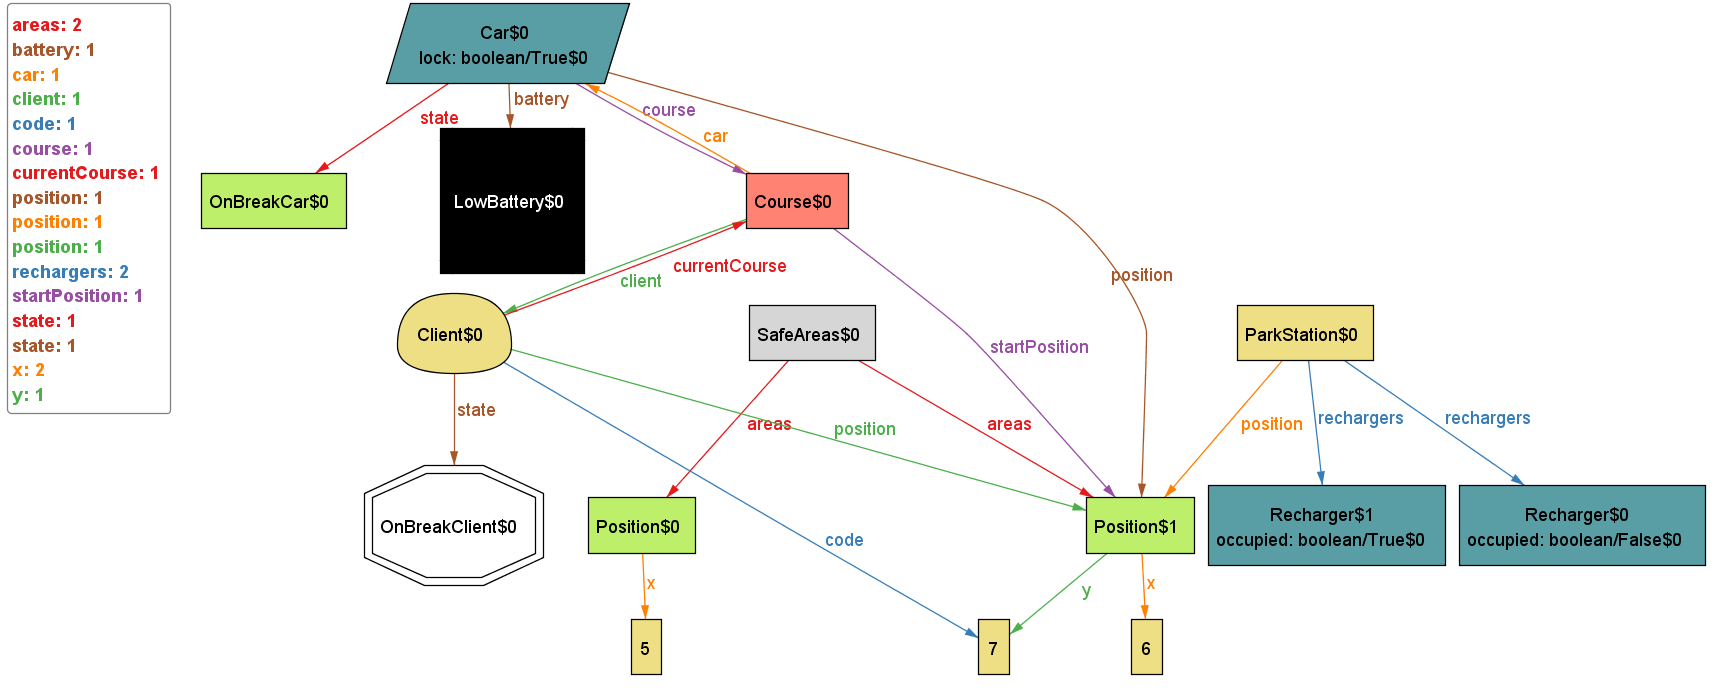 areas: 2
battery: 1
car: 1
client: 1
code: 1
course: 1
currentCourse: 1
position: 1
position: 1
position: 1
rechargers: 2
startPosition: 1
state: 1
state: 1
x: 2
y: 1
Car$0
lock: boolean/True$0
state
battery
course
car
OnBreakCar$0
LowBattery$0
Course$0
currentCourse
client
position
Client$0
SafeAreas$0
ParkStation$0
startPosition
state
areas
position
areas
position
rechargers
rechargers
OnBreakClient$0
Position$0
Position$1
Recharger$1
occupied: boolean/True$0
Recharger$0
occupied: boolean/False$0
code
x
y
x
5
7
6